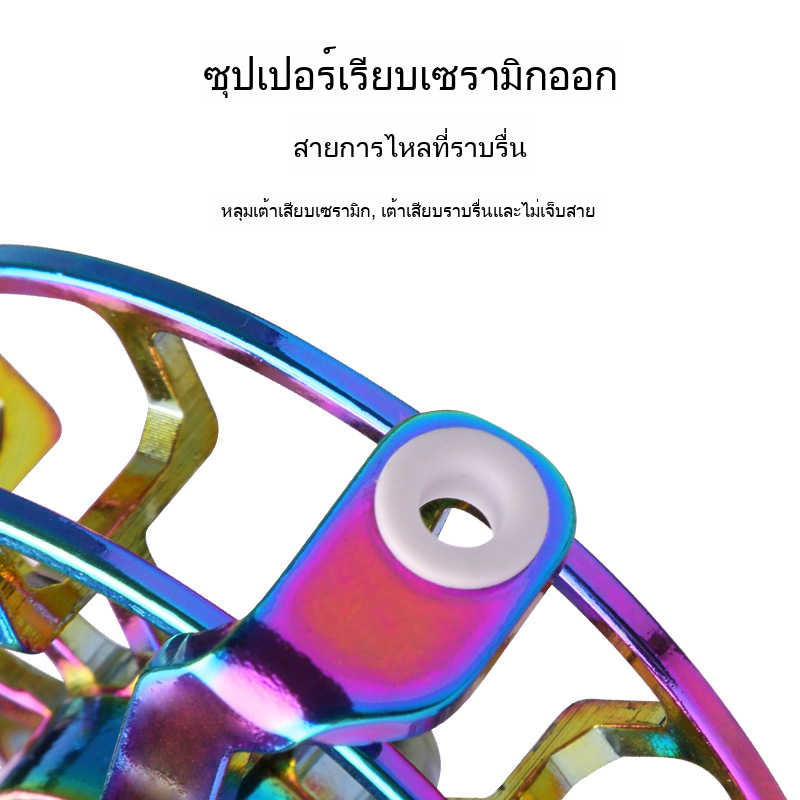 ซุปเปอร์เรียบเซรามิกออก
สายการไหลที่ราบรื่น
หลุมเต้าเสียบเซรามิก, เต้าเสียบราบรื่นและไม่เจ็บสาย